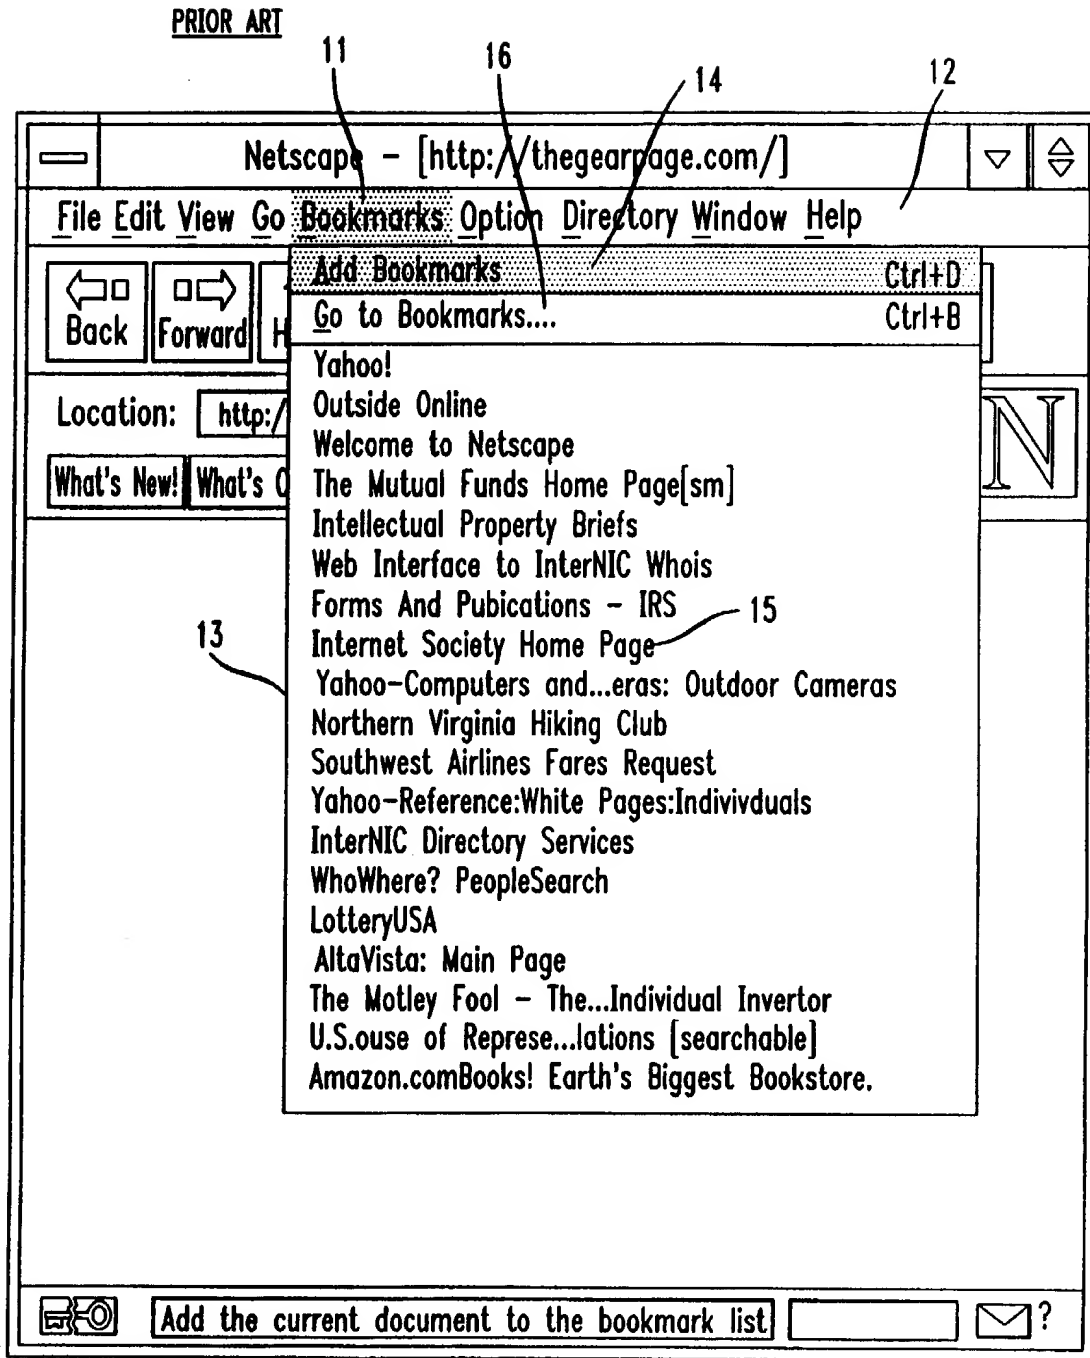 PRIOR ART
11
16
14
12
Netscape - [http://thegearpage.com/]
File Edit View Go Bookmarks Option Directory Window Help
Add Bookmarks Ctrl+D
Go to Bookmarks.... Ctrl+B
Back Forward H
Yahoo!
Location: http:/
Outside Online
N
Welcome to Netscape
What's New! What's C
The Mutual Funds Home Page[sm]
Intellectual Property Briefs
Web Interface to InterNIC Whois
Forms And Pubications - IRS
15
13
Internet Society Home Page
Yahoo-Computers and...eras: Outdoor Cameras
Northern Virginia Hiking Club
Southwest Airlines Fares Request
Yahoo-Reference:White Pages:Indivivduals
InterNIC Directory Services
WhoWhere? PeopleSearch
LotteryUSA
AltaVista: Main Page
The Motley Fool - The...Individual Invertor
U.S.ouse of Represe...lations [searchable]
Amazon.comBooks! Earth's Biggest Bookstore.
Add the current document to the bookmark list
?